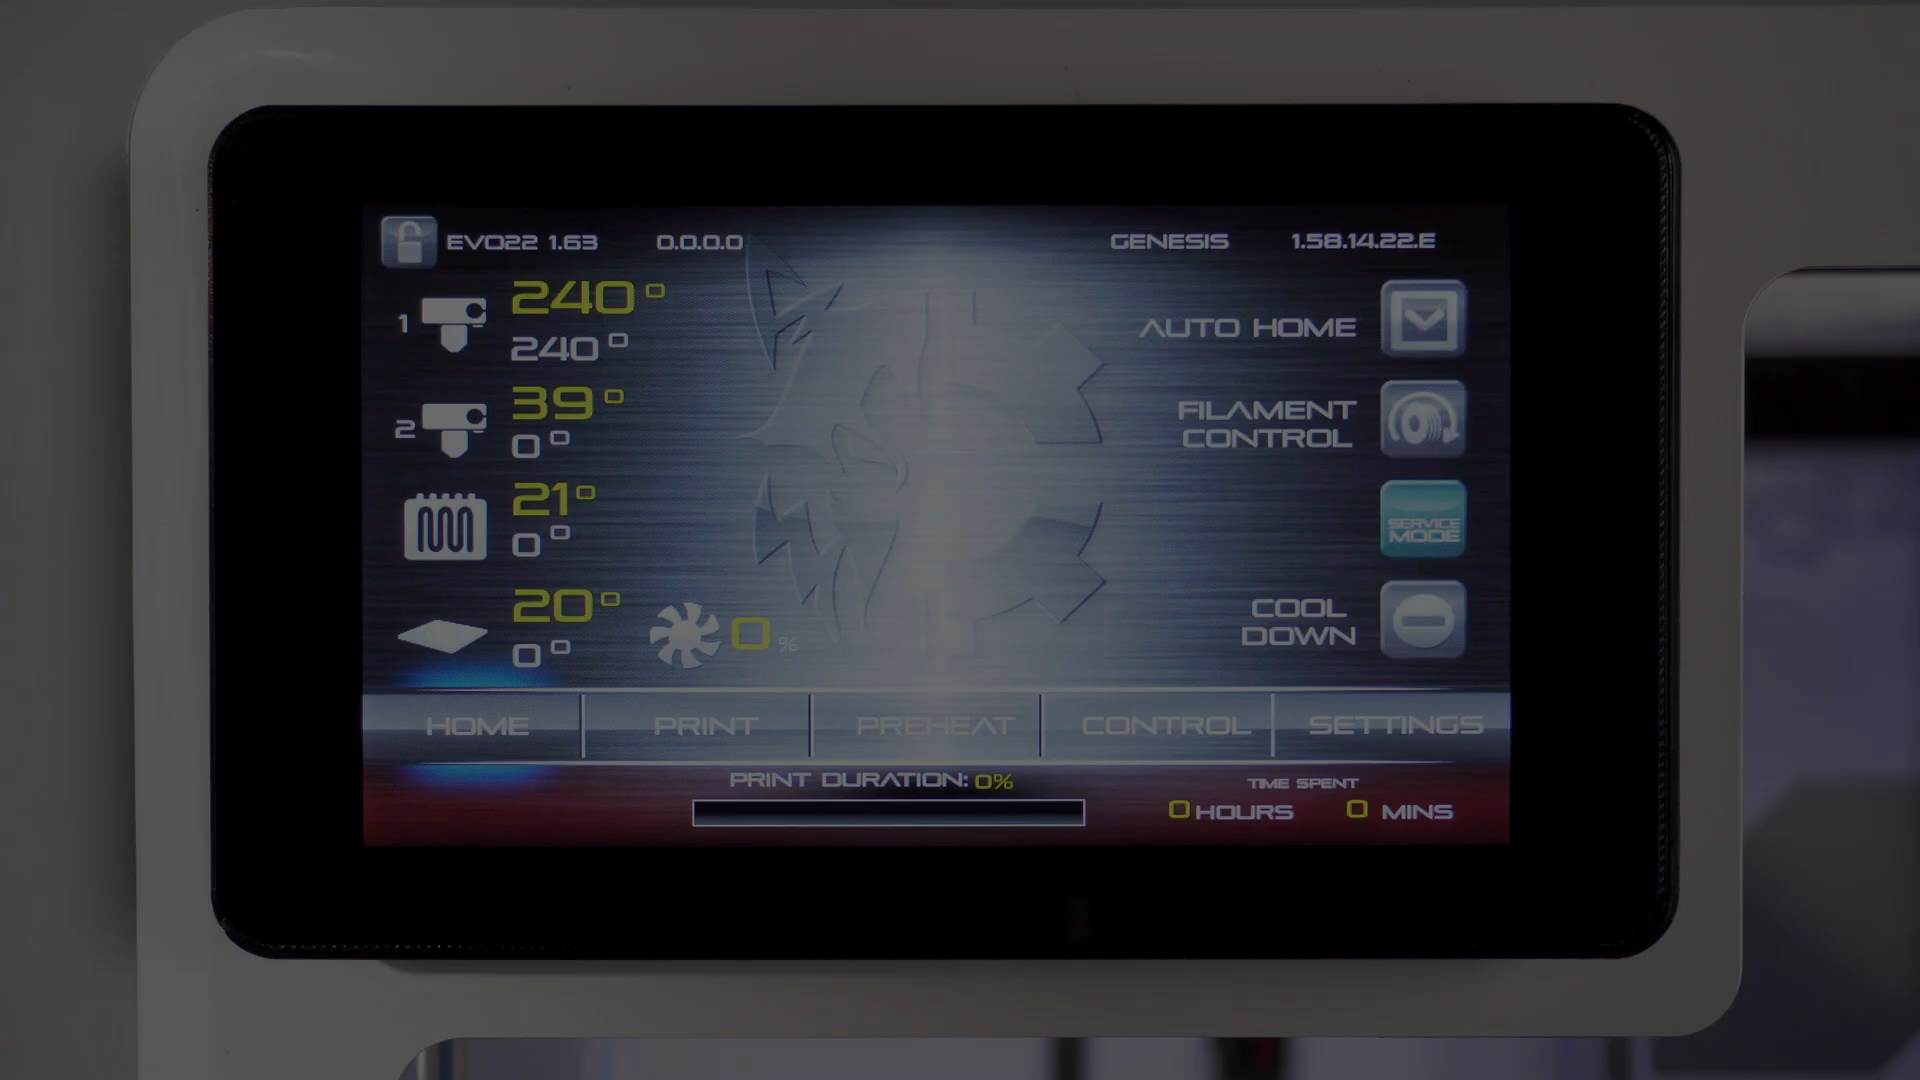 EVO22 1.63 0.0.0.0 GENESIS 1.58.14.22.E
1 240°
240°
2 39°
0°
21°
0°
20°
0°
0 %
AUTO HOME
FILAMENT
CONTROL
SERVICE
MODE
COOL
DOWN
HOME PRINT PREHEAT CONTROL SETTINGS
PRINT DURATION: 0%
TIME SPENT
0 HOURS 0 MINS